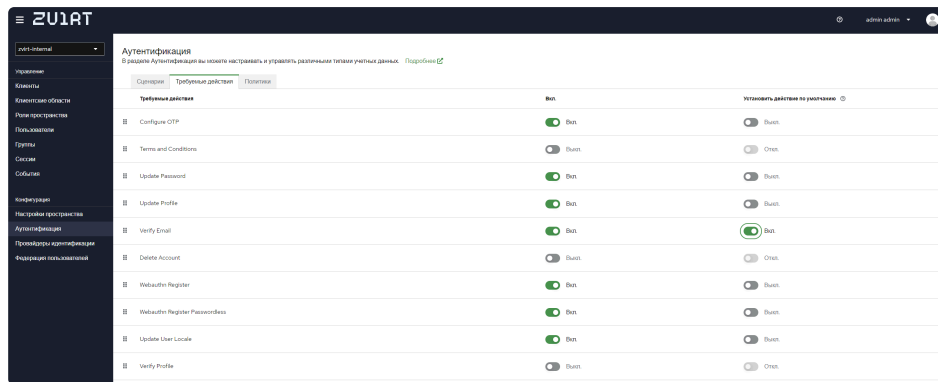 ZVIRT
admin admin
zvirt-internal
Управление
Клиенты
Клиентские области
Роли пространства
Пользователи
Группы
Сессии
События
Конфигурация
Настройки пространства
Аутентификация
Провайдеры идентификации
Федерация пользователей
Аутентификация
В разделе Аутентификация вы можете настраивать и управлять различными типами учетных данных. Подробнее
Сценарии Требуемые действия Политики
Требуемые действия Вкл. Установить действие по умолчанию
Configure OTP Вкл. Выкл.
Terms and Conditions Выкл. Откл.
Update Password Вкл. Выкл.
Update Profile Вкл. Выкл.
Verify Email Вкл. Вкл.
Delete Account Выкл. Откл.
Webauthn Register Вкл. Выкл.
Webauthn Register Passwordless Вкл. Выкл.
Update User Locale Вкл. Выкл.
Verify Profile Выкл. Откл.